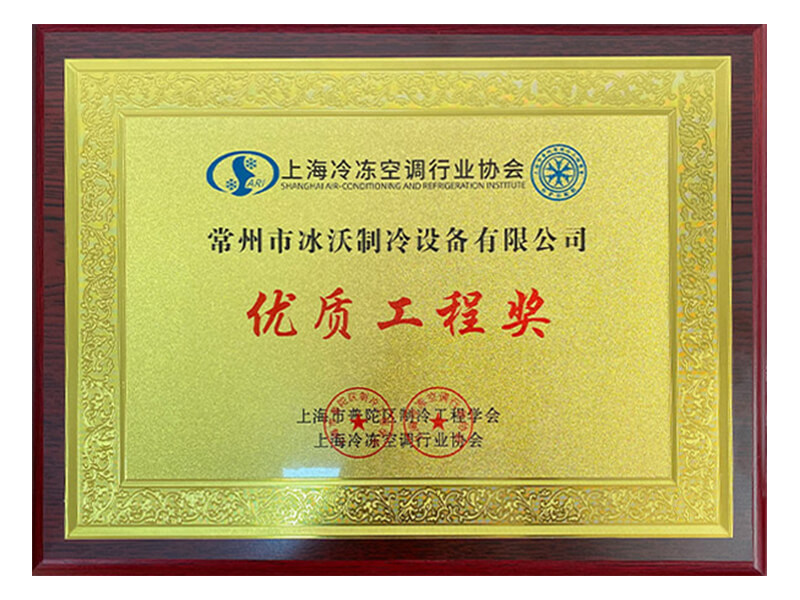 ARI
上海冷冻空调行业协会
SHANGHAI AIR-CONDITIONING AND REFRIGERATION INSTITUTE
常州市冰沃制冷设备有限公司
优质工程奖
上海市普陀区制冷工程学会
上海冷冻空调行业协会